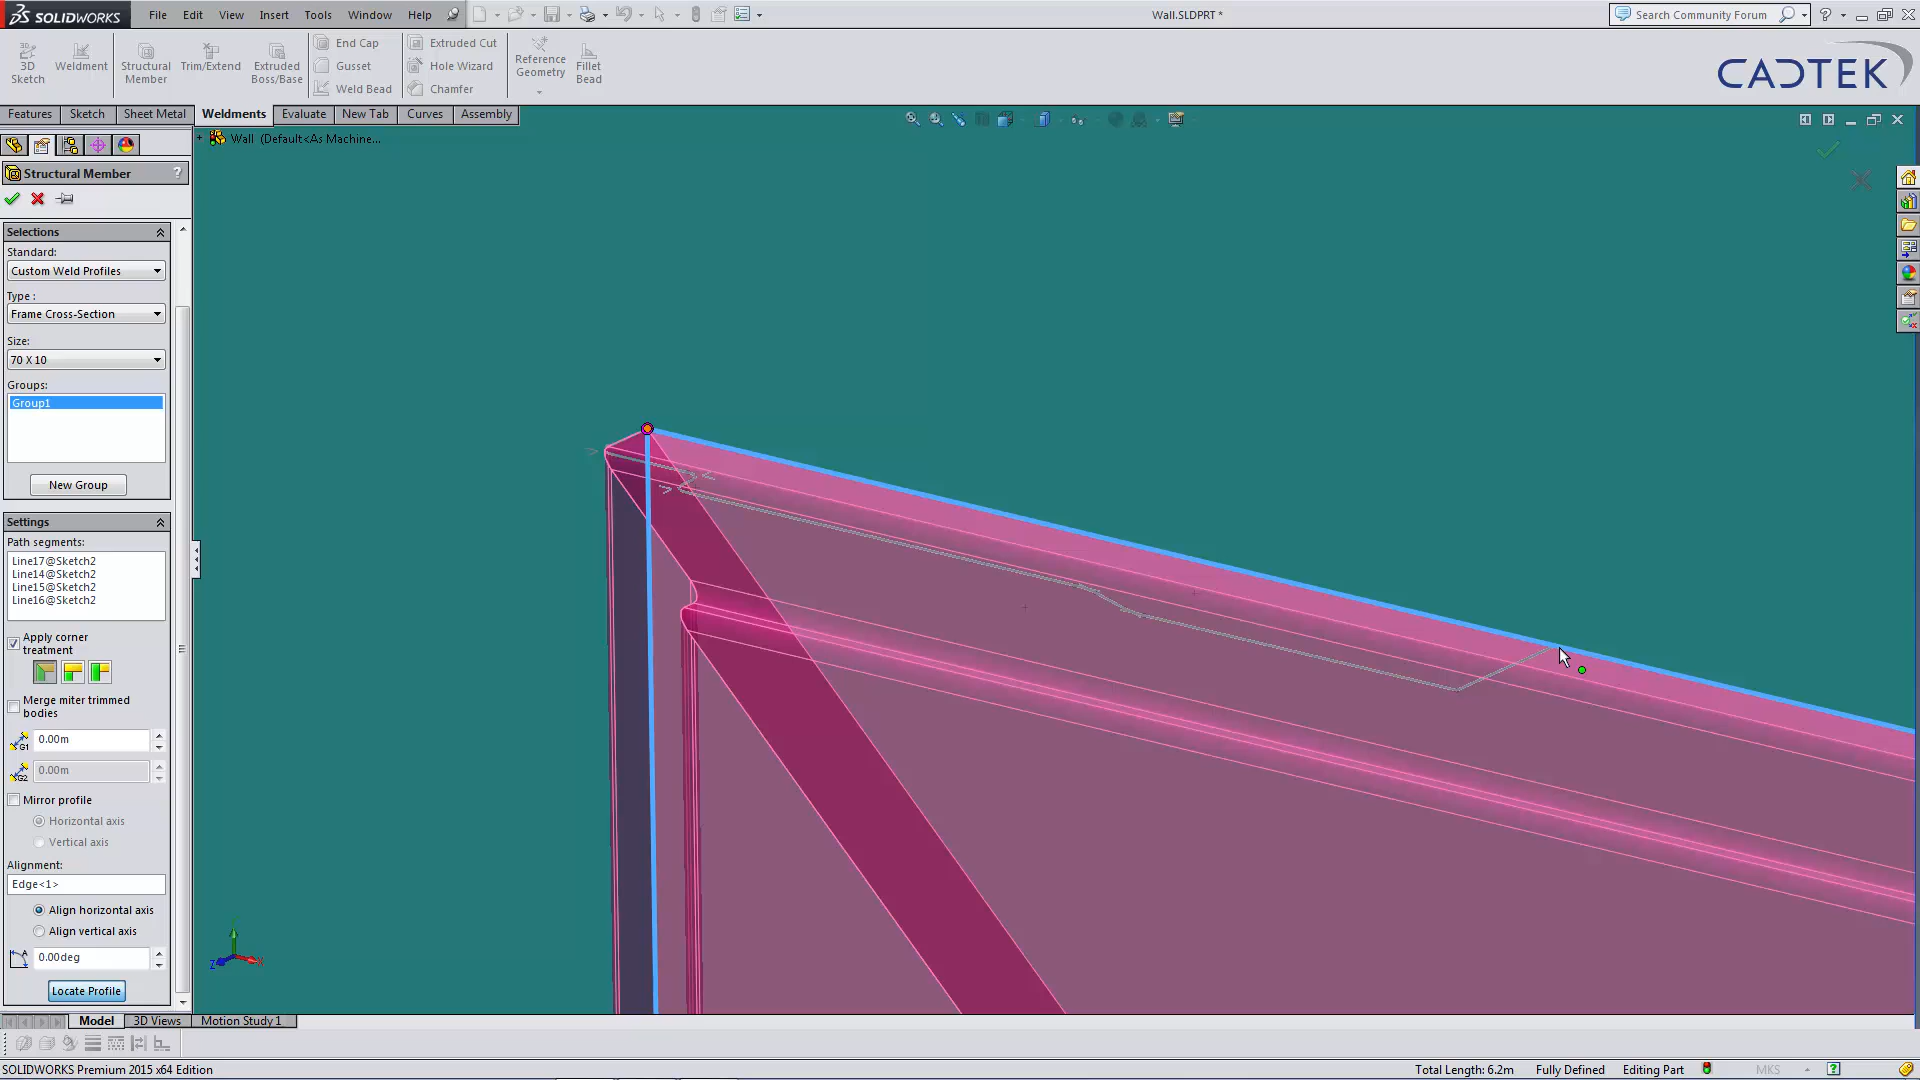 SOLIDWORKS
File Edit View Insert Tools Window Help
Wall.SLDPRT *
Search Community Forum
3D Sketch
Weldment
Structural Member
Trim/Extend
Extruded Boss/Base
End Cap
Gusset
Weld Bead
Extruded Cut
Hole Wizard
Chamfer
Reference Geometry
Fillet Bead
CADTEK
Features Sketch Sheet Metal Weldments Evaluate New Tab Curves Assembly
Wall (Default<As Machine...
Structural Member ?
Selections
Standard:
Custom Weld Profiles
Type :
Frame Cross-Section
Size:
70 X 10
Groups:
Group1
New Group
Settings
Path segments:
Line17@Sketch2
Line14@Sketch2
Line15@Sketch2
Line16@Sketch2
Apply corner
treatment
Merge miter trimmed
bodies
G1 0.00m
G2 0.00m
Mirror profile
Horizontal axis
Vertical axis
Alignment:
Edge<1>
Align horizontal axis
Align vertical axis
0.00deg
Locate Profile
Z
Model 3D Views Motion Study 1
SOLIDWORKS Premium 2015 x64 Edition
Total Length: 6.2m Fully Defined Editing Part MKS